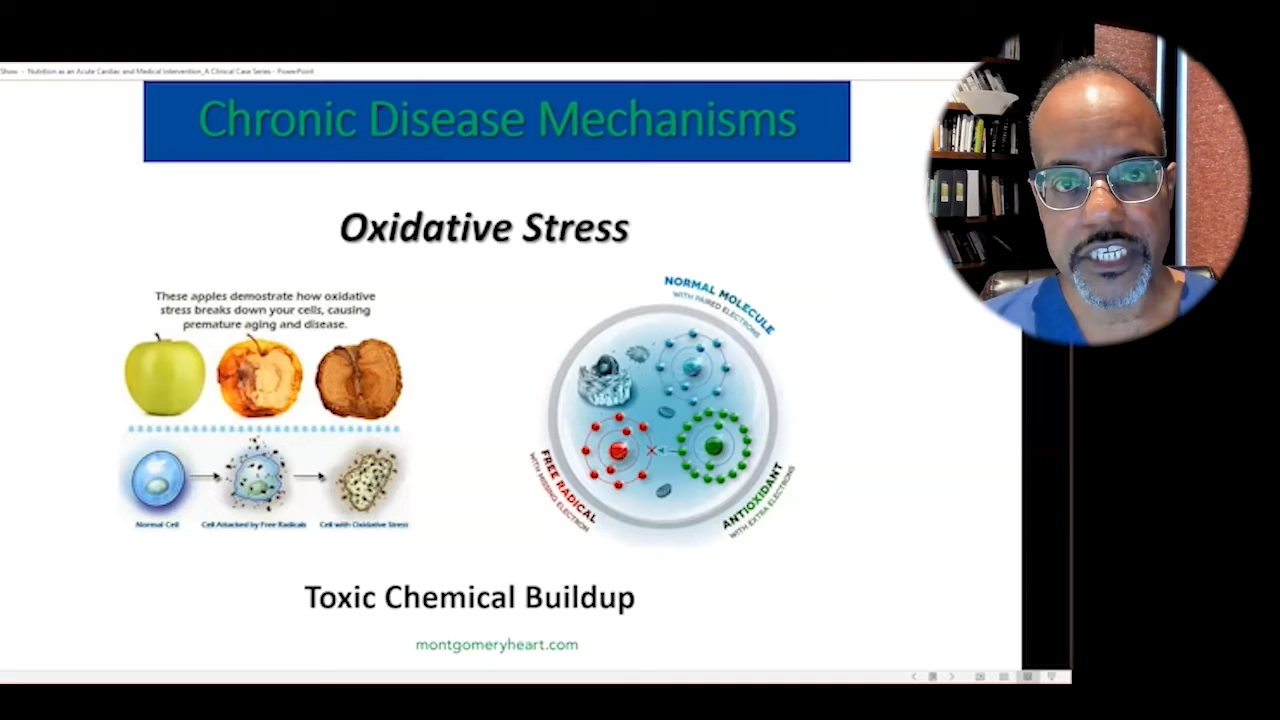 Show - Nutrition as an Acute Cardiac and Medical Intervention_A Clinical Case Series - PowerPoint
Chronic Disease Mechanisms
Oxidative Stress
These apples demostrate how oxidative
stress breaks down your cells, causing
premature aging and disease.
Normal Cell
Cell Attacked by Free Radicals
Cell with Oxidative Stress
NORMAL MOLECULE
WITH PAIRED ELECTRONS
FREE RADICAL
WITH MISSING ELECTRON
ANTIOXIDANT
WITH EXTRA ELECTRONS
Toxic Chemical Buildup
montgomeryheart.com